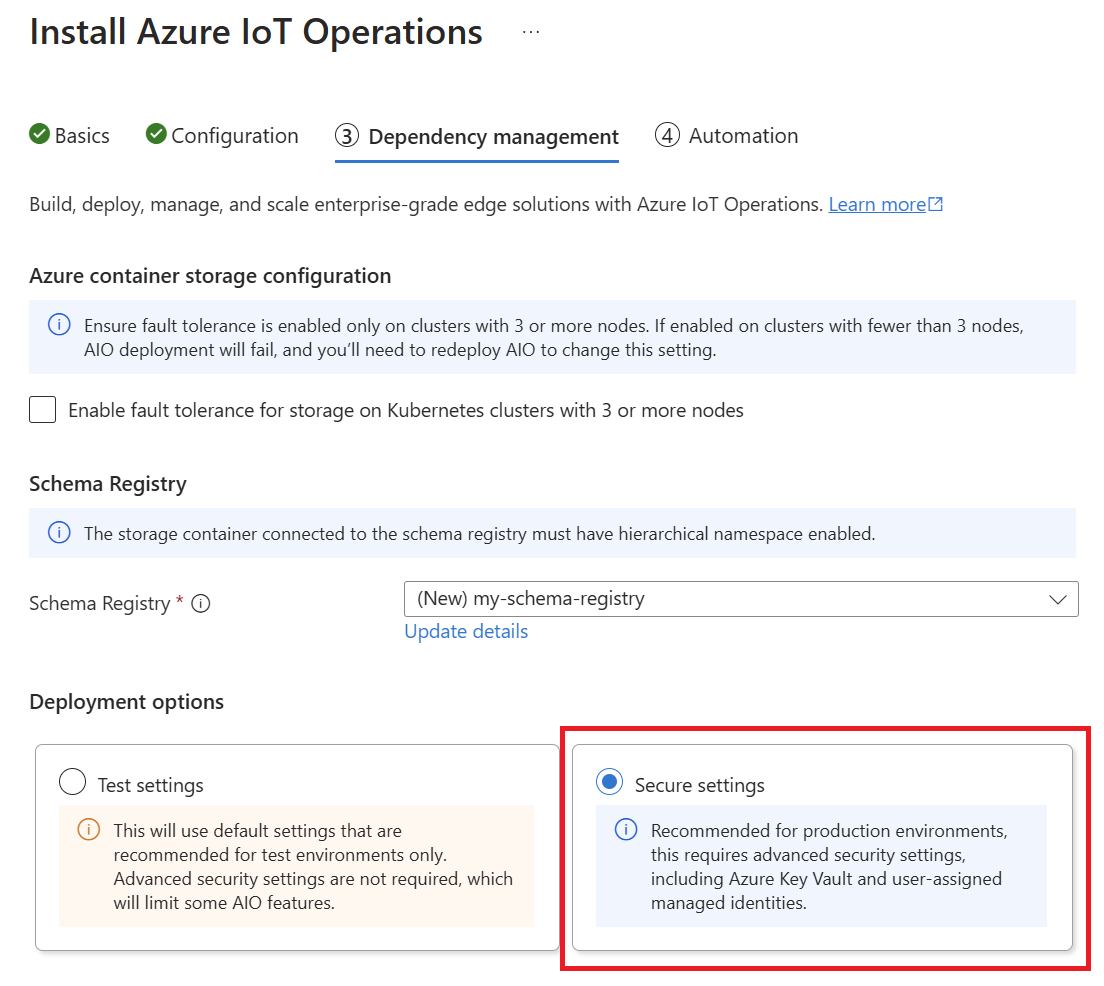 Install Azure IoT Operations ...
Basics Configuration 3 Dependency management 4 Automation
Build, deploy, manage, and scale enterprise-grade edge solutions with Azure IoT Operations. Learn more
Azure container storage configuration
Ensure fault tolerance is enabled only on clusters with 3 or more nodes. If enabled on clusters with fewer than 3 nodes,
AIO deployment will fail, and you’ll need to redeploy AIO to change this setting.
Enable fault tolerance for storage on Kubernetes clusters with 3 or more nodes
Schema Registry
The storage container connected to the schema registry must have hierarchical namespace enabled.
Schema Registry *
(New) my-schema-registry
Update details
Deployment options
Test settings
This will use default settings that are
recommended for test environments only.
Advanced security settings are not required, which
will limit some AIO features.
Secure settings
Recommended for production environments,
this requires advanced security settings,
including Azure Key Vault and user-assigned
managed identities.